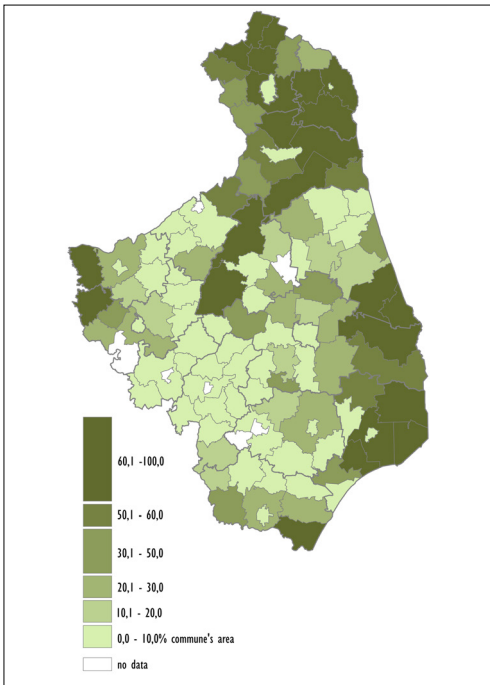 60,1 -100,0
50,1 - 60,0
30,1 - 50,0
20,1 - 30,0
10,1 - 20,0
0,0 - 10,0% commune's area
no data